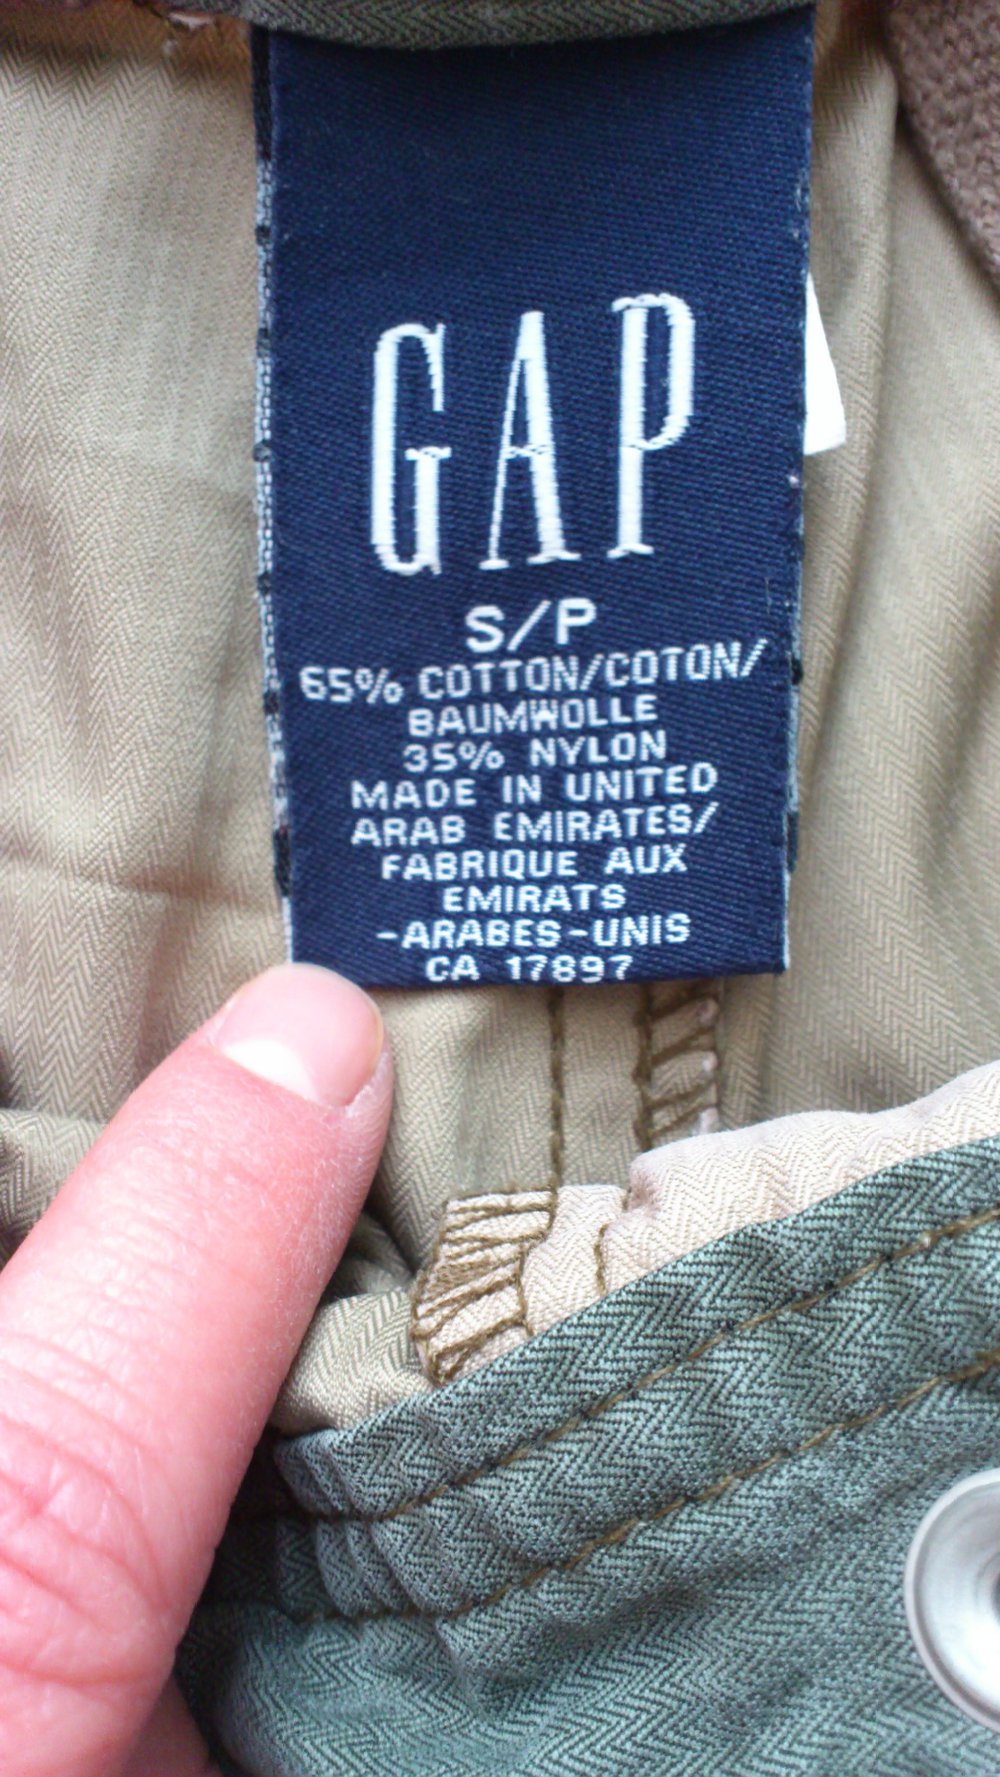 GAP
S/P
65% COTTON/COTON/
BAUMWOLLE
35% NYLON
MADE IN UNITED
ARAB EMIRATES/
FABRIQUE AUX
EMIRATS
-ARABES-UNIS
CA 17897